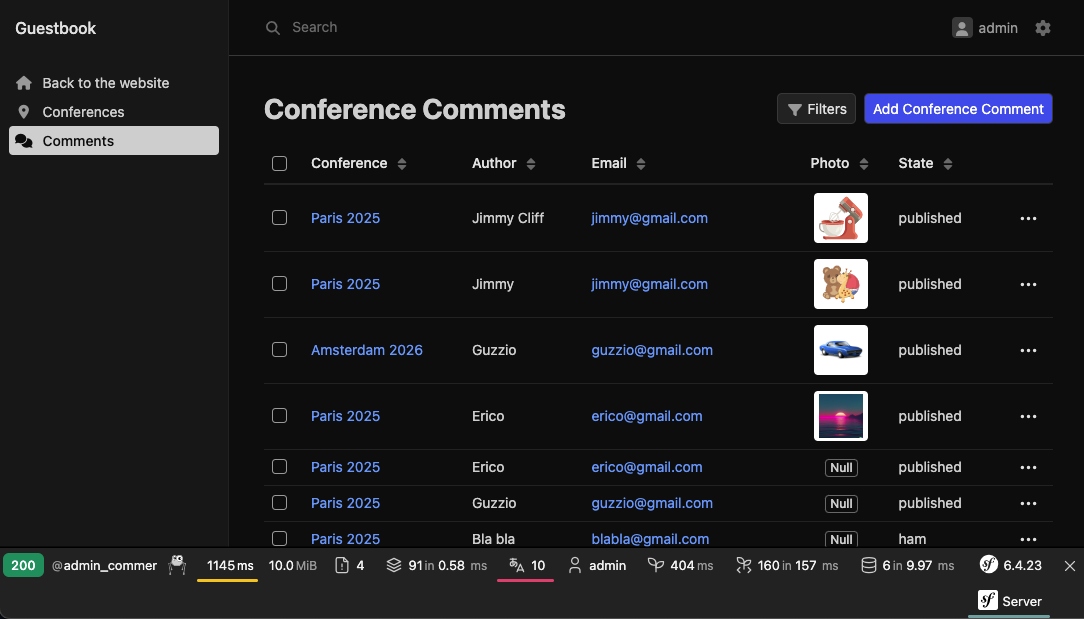 Guestbook
Search
admin
Back to the website
Conferences
Comments
Conference Comments
Filters
Add Conference Comment
Conference Author Email Photo State
Paris 2025 Jimmy Cliff jimmy@gmail.com published
Paris 2025 Jimmy jimmy@gmail.com published
Amsterdam 2026 Guzzio guzzio@gmail.com published
Paris 2025 Erico erico@gmail.com published
Paris 2025 Erico erico@gmail.com Null published
Paris 2025 Guzzio guzzio@gmail.com Null published
Paris 2025 Bla bla blabla@gmail.com Null ham
200 @admin_commer 1145 ms 10.0 MiB 4 91 in 0.58 ms 10 admin 404 ms 160 in 157 ms 6 in 9.97 ms 6.4.23
Server